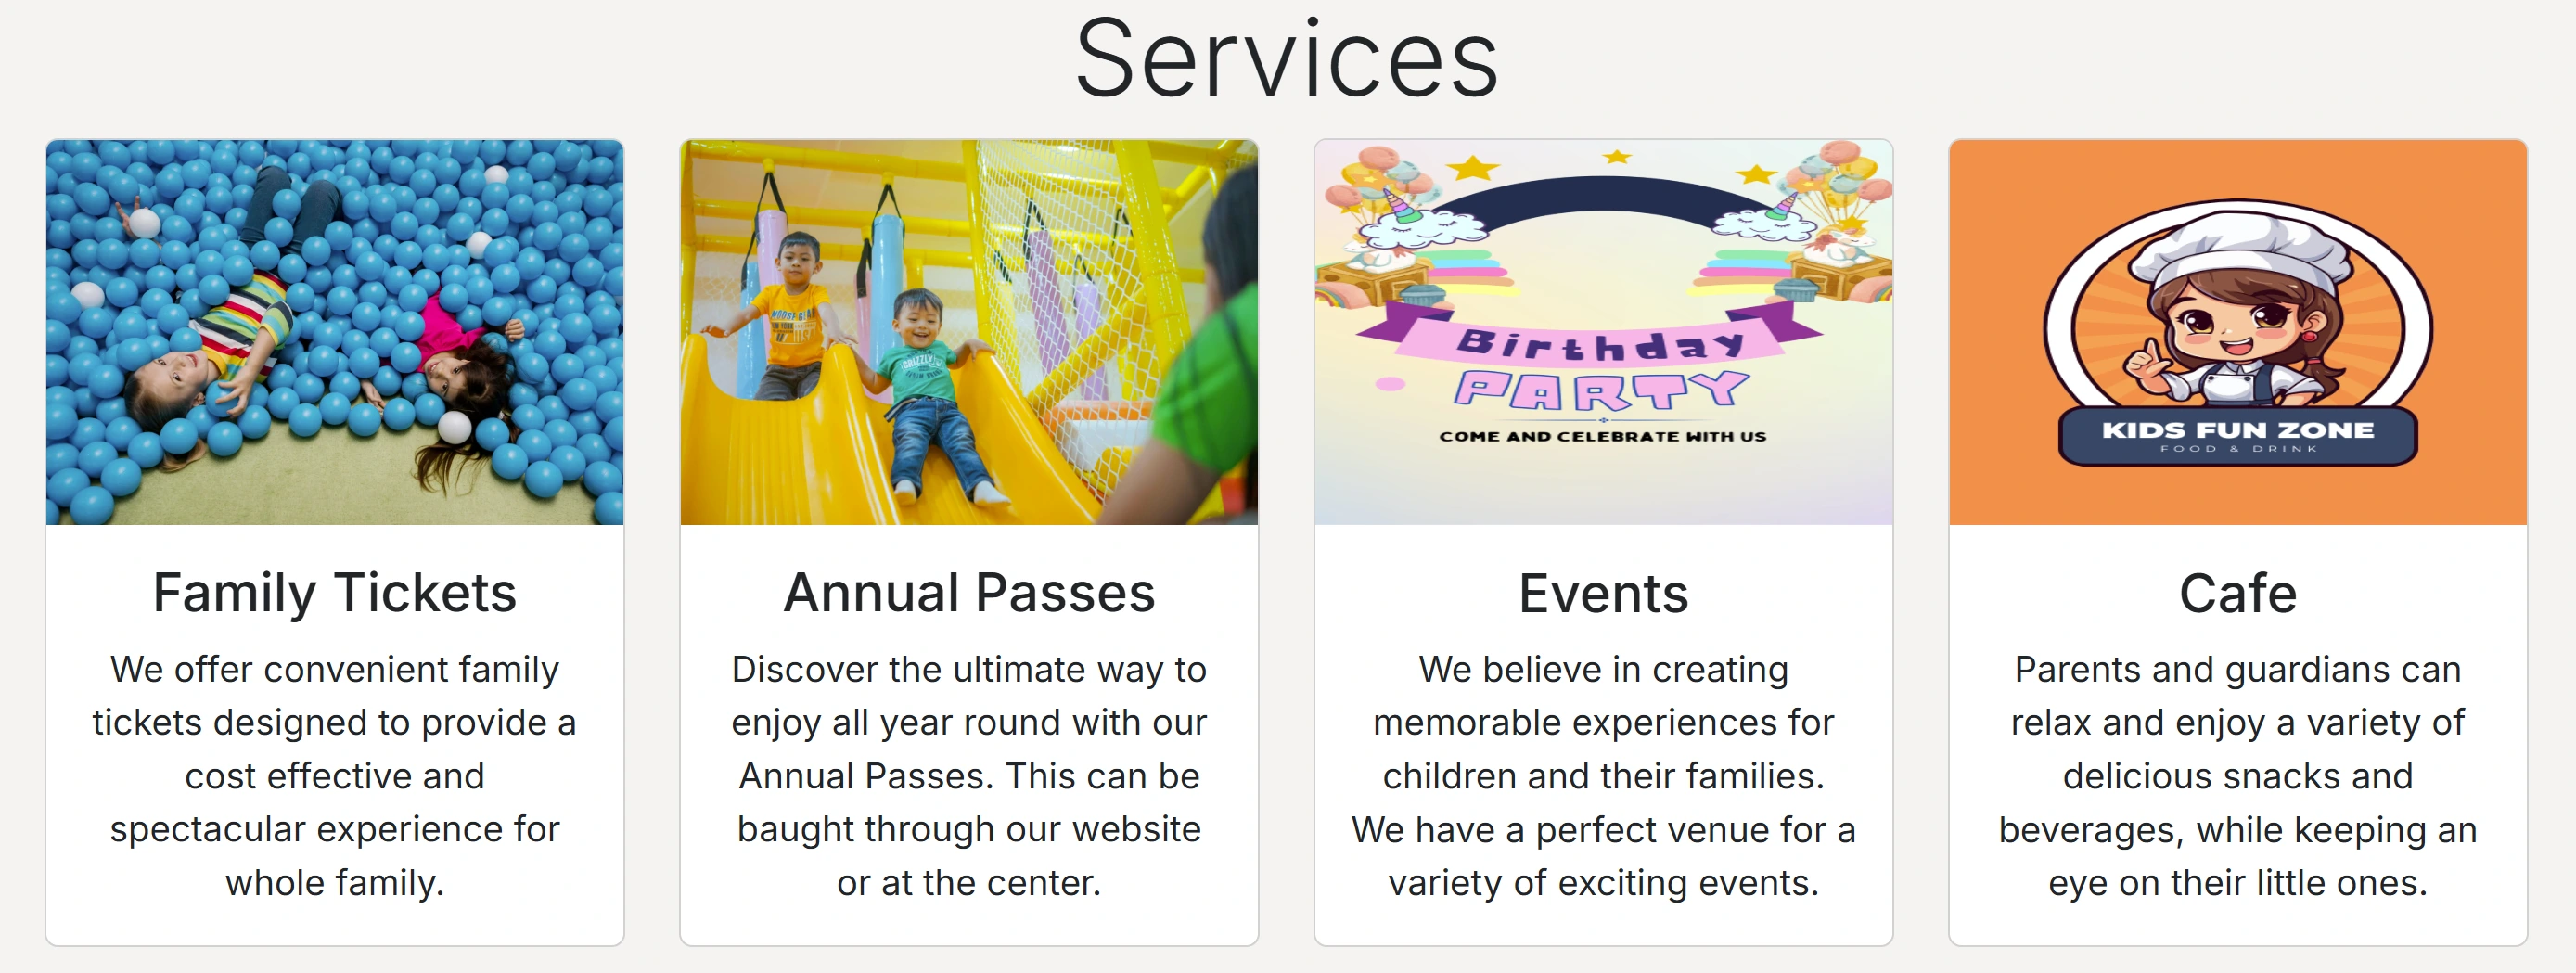 Services
Birthday
PARTY
COME AND CELEBRATE WITH US
KIDS FUN ZONE
FOOD & DRINK
Family Tickets
We offer convenient family
tickets designed to provide a
cost effective and
spectacular experience for
whole family.
Annual Passes
Discover the ultimate way to
enjoy all year round with our
Annual Passes. This can be
baught through our website
or at the center.
Events
We believe in creating
memorable experiences for
children and their families.
We have a perfect venue for a
variety of exciting events.
Cafe
Parents and guardians can
relax and enjoy a variety of
delicious snacks and
beverages, while keeping an
eye on their little ones.